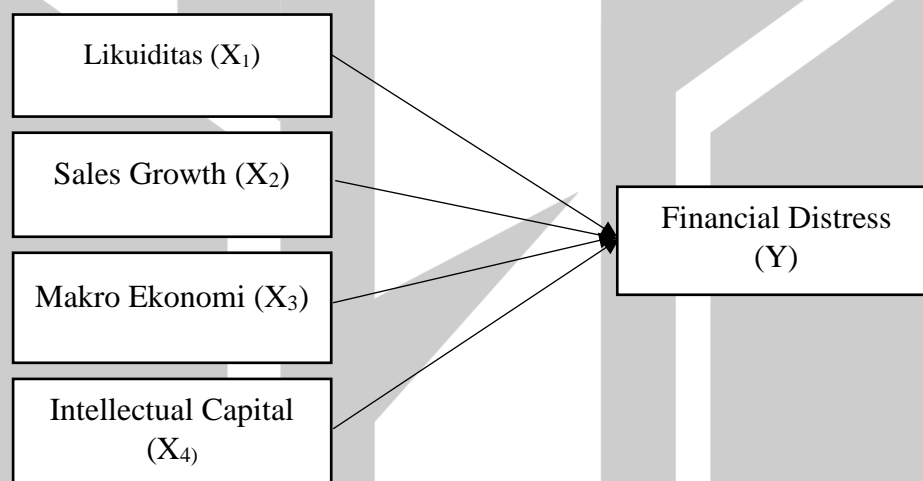 Likuiditas (X₁)
Sales Growth (X₂)
Makro Ekonomi (X₃)
Intellectual Capital
(X₄₎
Financial Distress
(Y)